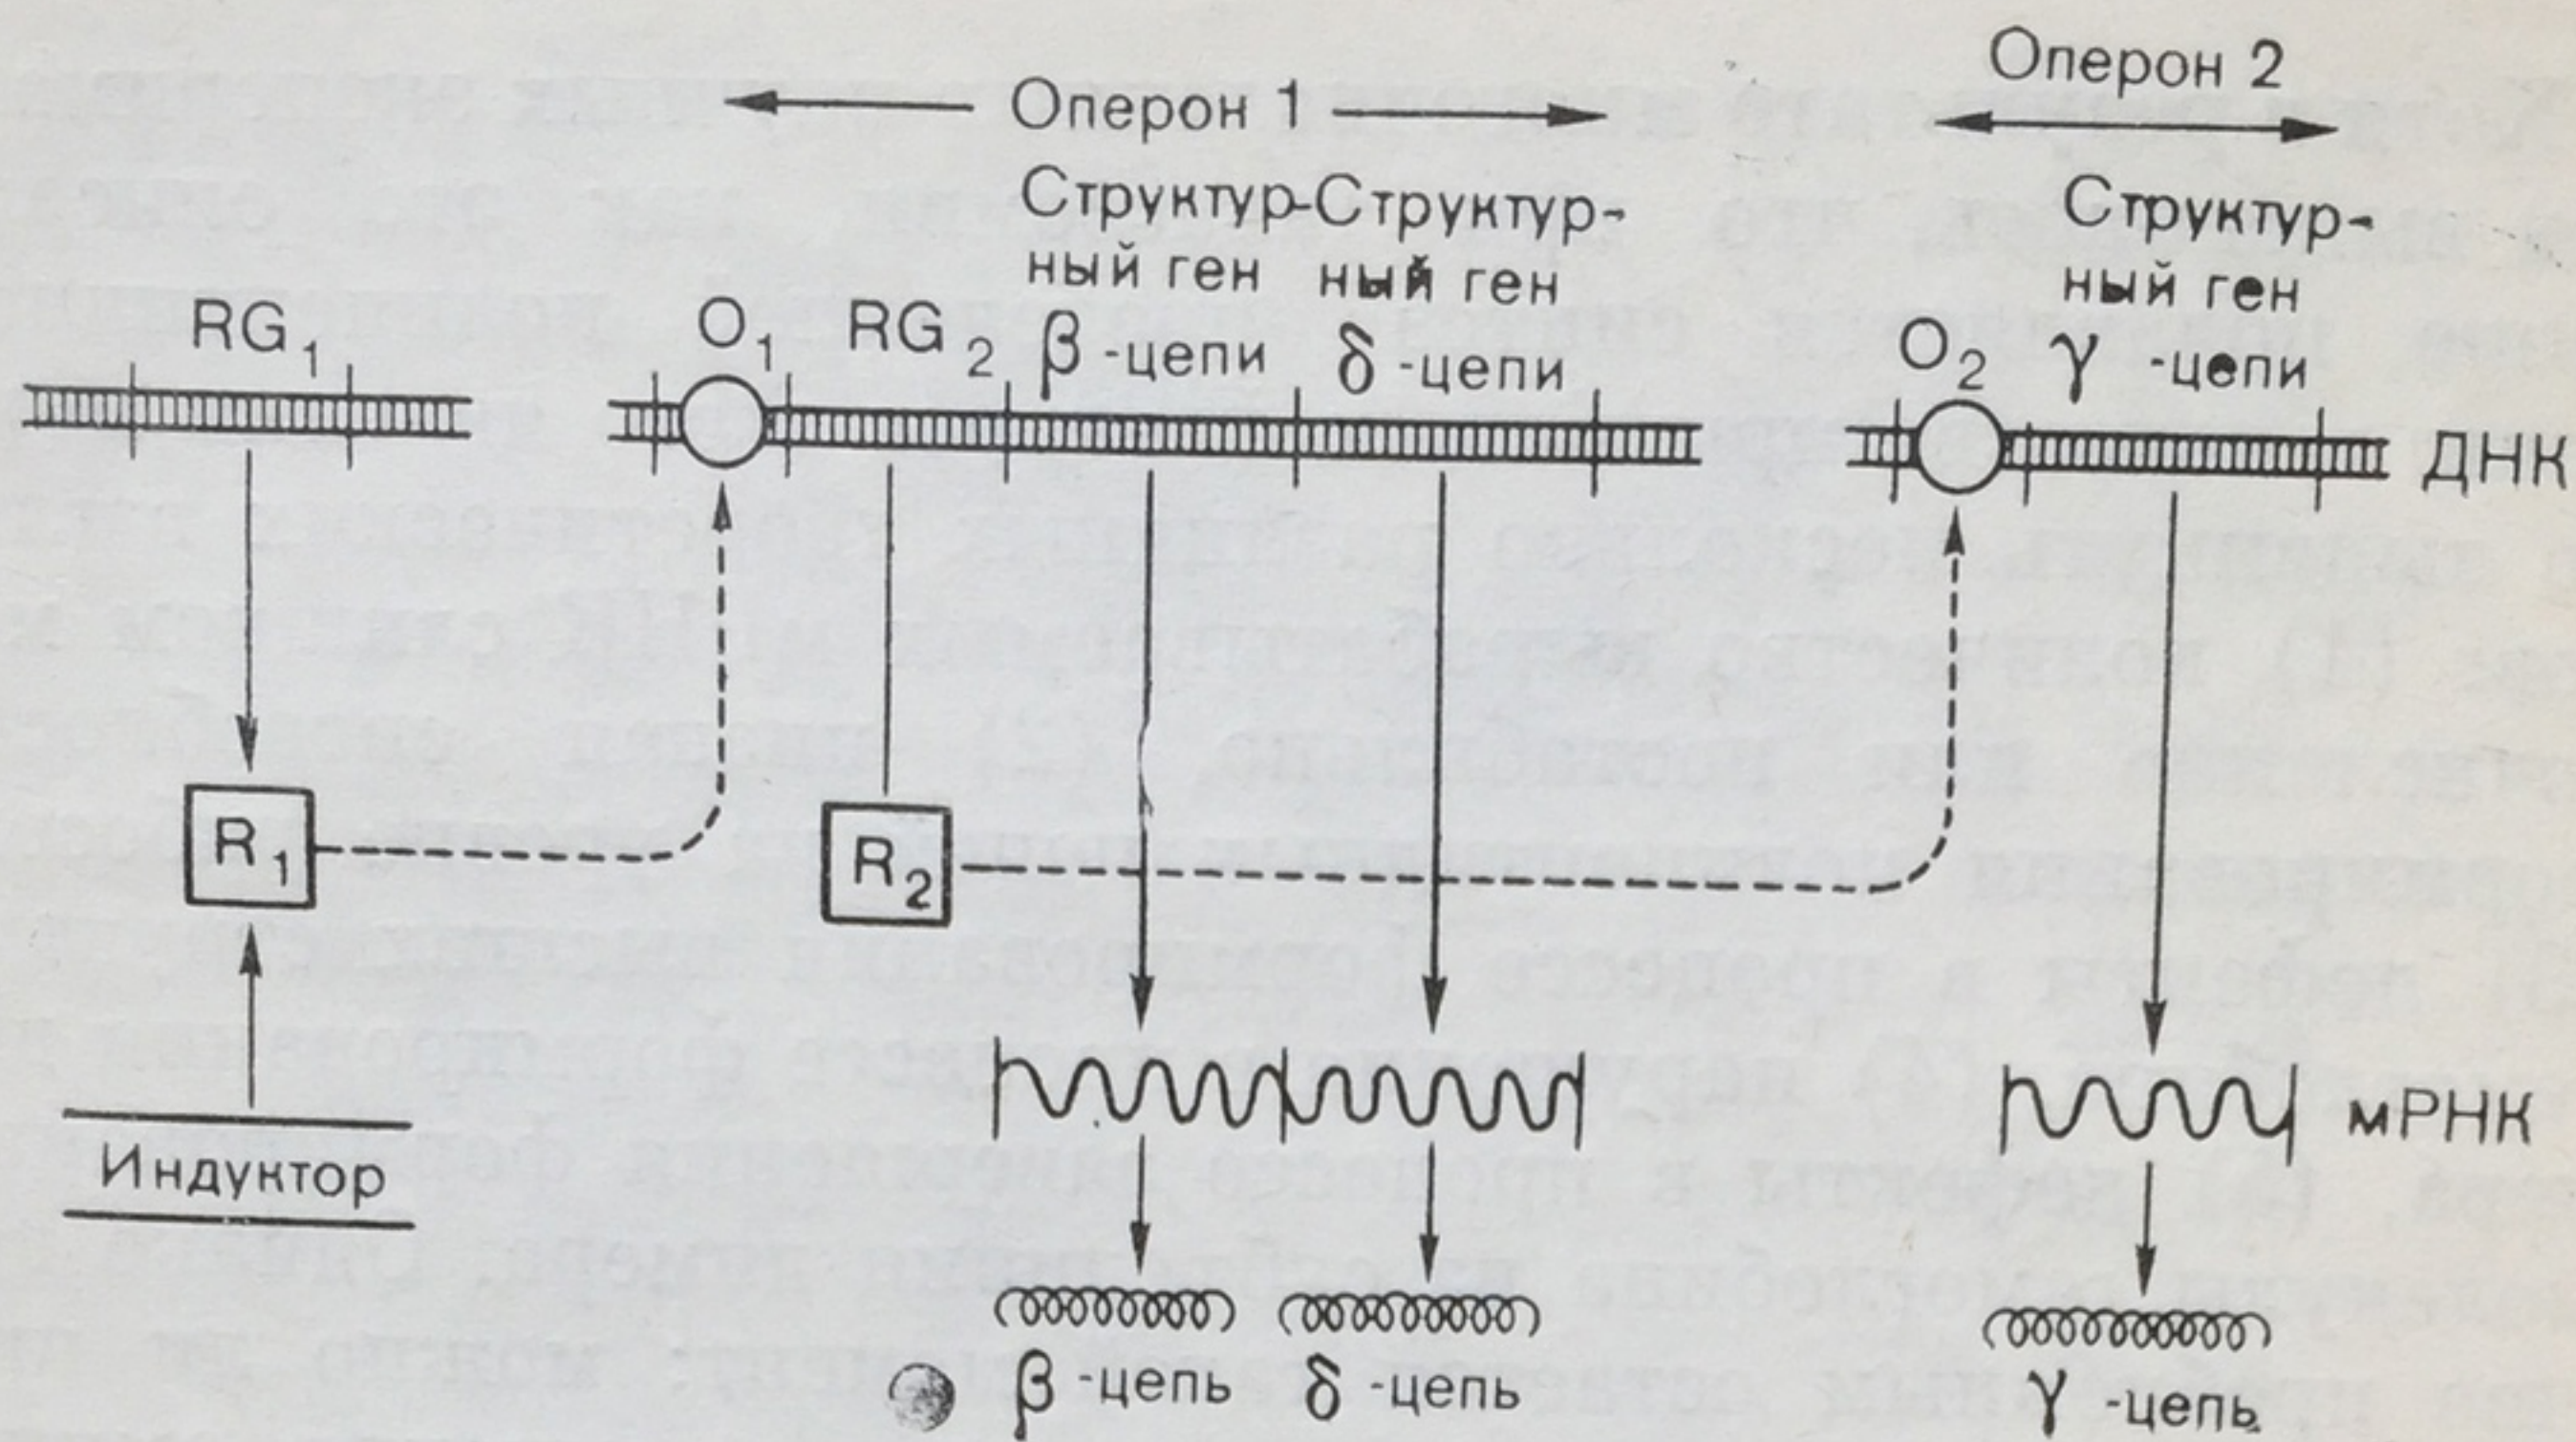 Оперон 1
Оперон 2
Структур- Структур-
ный ген ный ген
β -цепи δ -цепи
Структур-
ный ген
γ -цепи
RG1
O1
RG2
O2
ДНК
R1
R2
Индуктор
мРНК
β -цепь
δ -цепь
γ -цепь